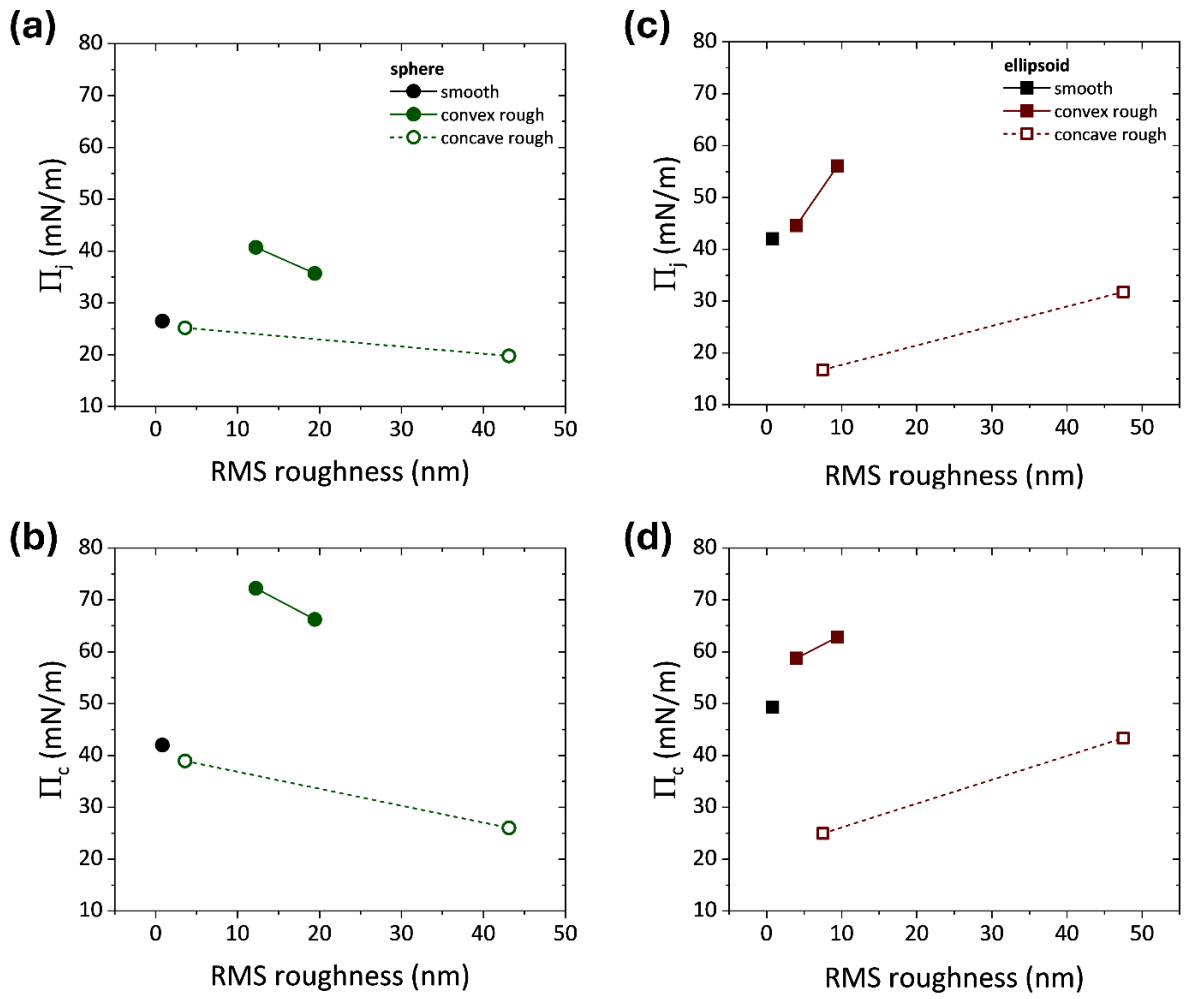 (a)
80
70
60
50
40
30
20
10
Πj (mN/m)
sphere
smooth
convex rough
concave rough
0 10 20 30 40 50
RMS roughness (nm)
(c)
80
70
60
50
40
30
20
10
Πj (mN/m)
ellipsoid
smooth
convex rough
concave rough
0 10 20 30 40 50
RMS roughness (nm)
(b)
80
70
60
50
40
30
20
10
Πc (mN/m)
0 10 20 30 40 50
RMS roughness (nm)
(d)
80
70
60
50
40
30
20
10
Πc (mN/m)
0 10 20 30 40 50
RMS roughness (nm)